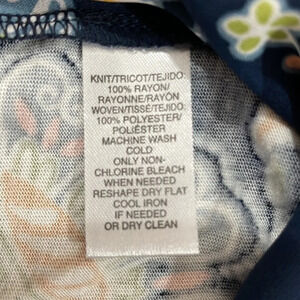 KNIT/TRICOT/TEJIDO:
100% RAYON/
RAYONNE/RAYON
WOVEN/TISSÉ/TEJIDO:
100% POLYESTER/
POLIÉSTER
MACHINE WASH
COLD
ONLY NON-
CHLORINE BLEACH
WHEN NEEDED
RESHAPE DRY FLAT
COOL IRON
IF NEEDED
OR DRY CLEAN